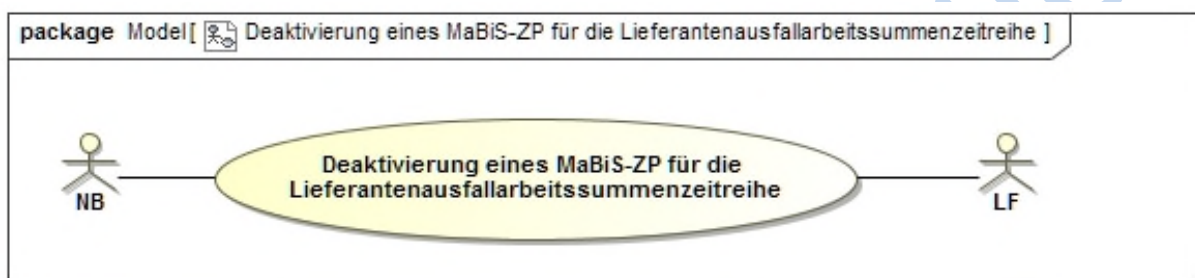 package Model[ Deaktivierung eines MaBiS-ZP für die Lieferantenausfallarbeitssummenzeitreihe ]
Deaktivierung eines MaBiS-ZP für die
Lieferantenausfallarbeitssummenzeitreihe
NB
LF